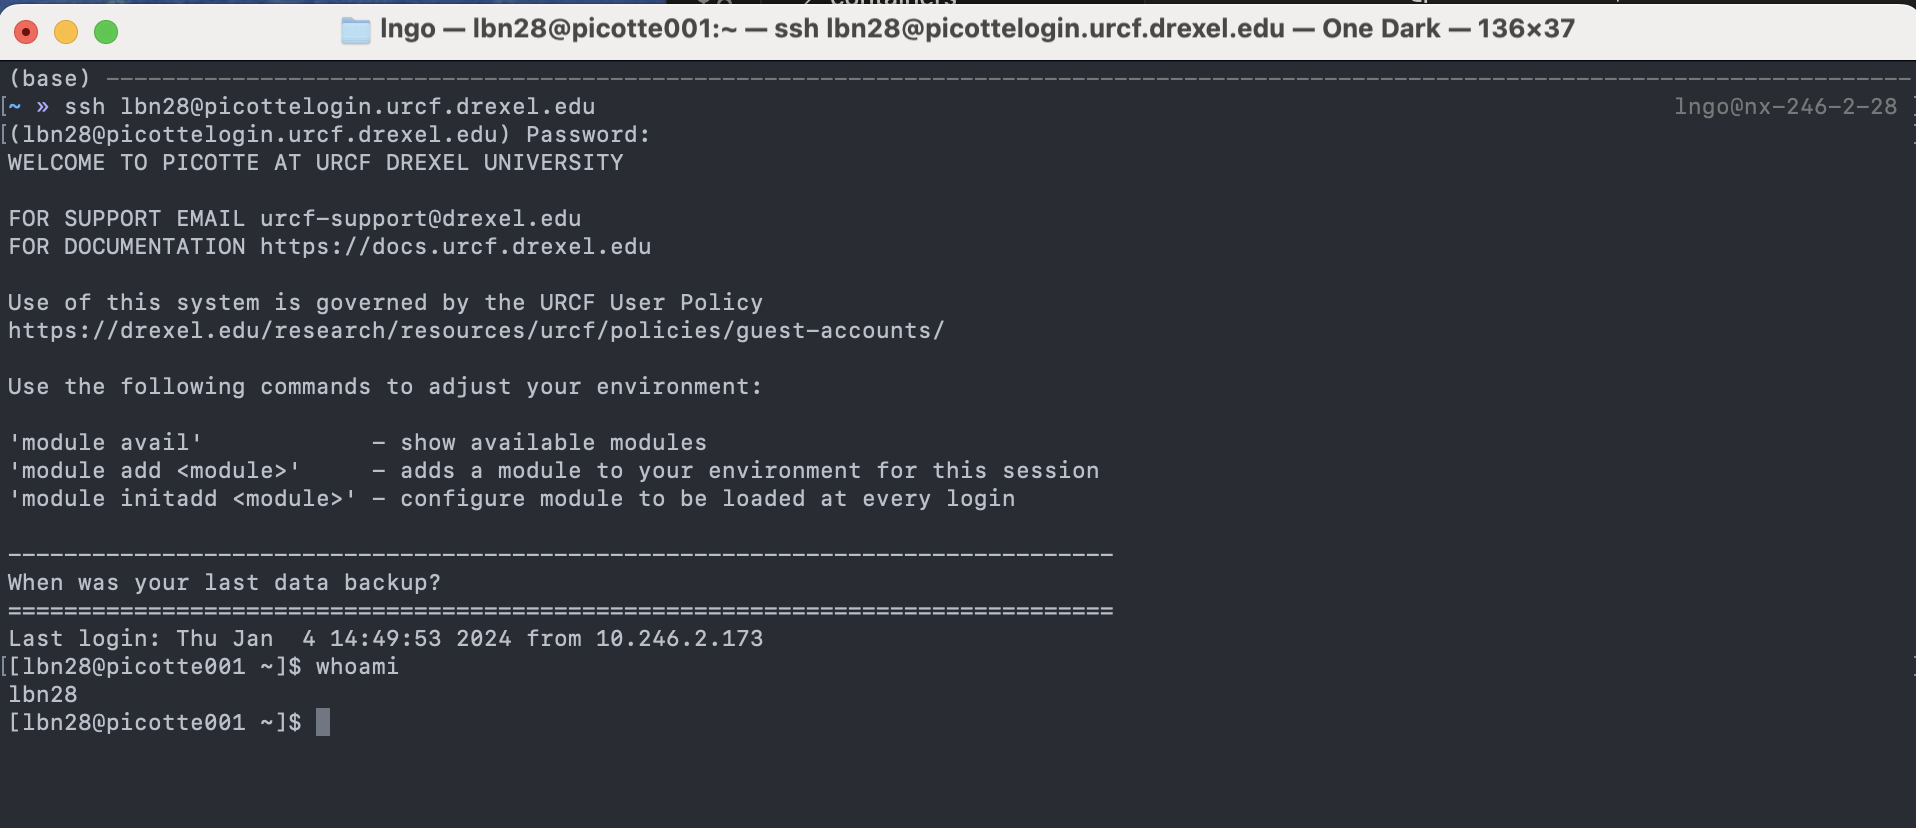 lngo — lbn28@picotte001:~ — ssh lbn28@picottelogin.urcf.drexel.edu — One Dark — 136×37
(base) --------------------------------------------------------------------------------------------------------------------------------
[~ » ssh lbn28@picottelogin.urcf.drexel.edu lngo@nx-246-2-28 ]
[(lbn28@picottelogin.urcf.drexel.edu) Password: ]
WELCOME TO PICOTTE AT URCF DREXEL UNIVERSITY
FOR SUPPORT EMAIL urcf-support@drexel.edu
FOR DOCUMENTATION https://docs.urcf.drexel.edu
Use of this system is governed by the URCF User Policy
https://drexel.edu/research/resources/urcf/policies/guest-accounts/
Use the following commands to adjust your environment:
'module avail'            - show available modules
'module add <module>'     - adds a module to your environment for this session
'module initadd <module>' - configure module to be loaded at every login
-------------------------------------------------------------------------------
When was your last data backup?
===============================================================================
Last login: Thu Jan  4 14:49:53 2024 from 10.246.2.173
[[lbn28@picotte001 ~]$ whoami ]
lbn28
[lbn28@picotte001 ~]$